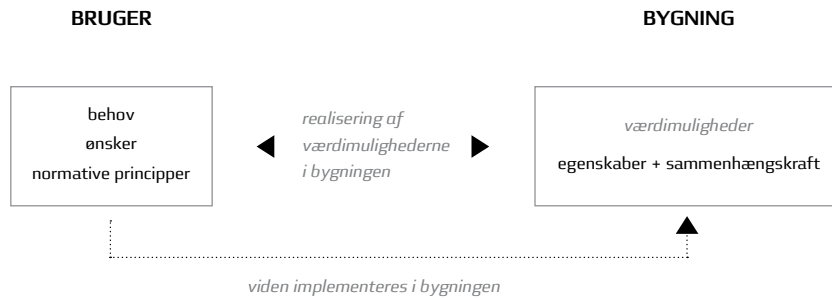 BRUGER
BYGNING
behov
ønsker
normative principper
realisering af
værdimulighederne
i bygningen
værdimuligheder
egenskaber + sammenhængskraft
viden implementeres i bygningen